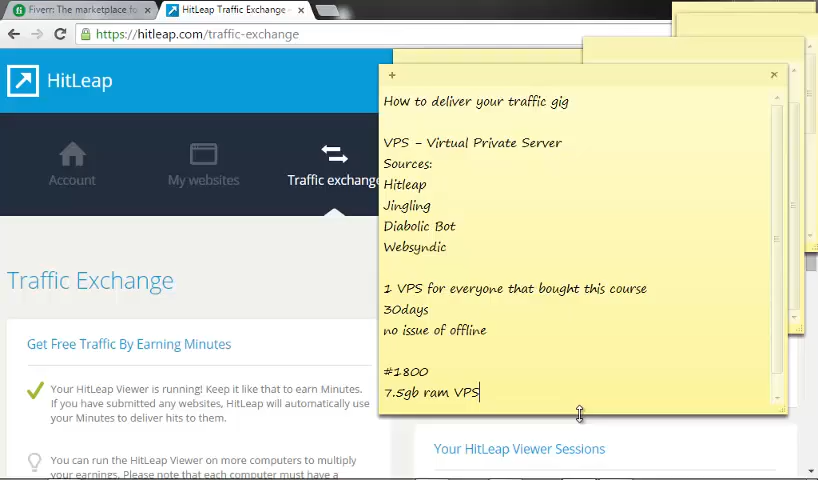 Fiverr: The marketplace fo
HitLeap Traffic Exchange -
https://hitleap.com/traffic-exchange
HitLeap
Account
My websites
Traffic exchange
How to deliver your traffic gig
VPS - Virtual Private Server
Sources:
Hitleap
Jingling
Diabolic Bot
Websyndic
1 VPS for everyone that bought this course
30days
no issue of offline
#1800
7.5gb ram VPS
Traffic Exchange
Get Free Traffic By Earning Minutes
Your HitLeap Viewer is running! Keep it like that to earn Minutes.
If you have submitted any websites, HitLeap will automatically use
your Minutes to deliver hits to them.
You can run the HitLeap Viewer on more computers to multiply
your earnings. Please note that each computer must have a
Your HitLeap Viewer Sessions